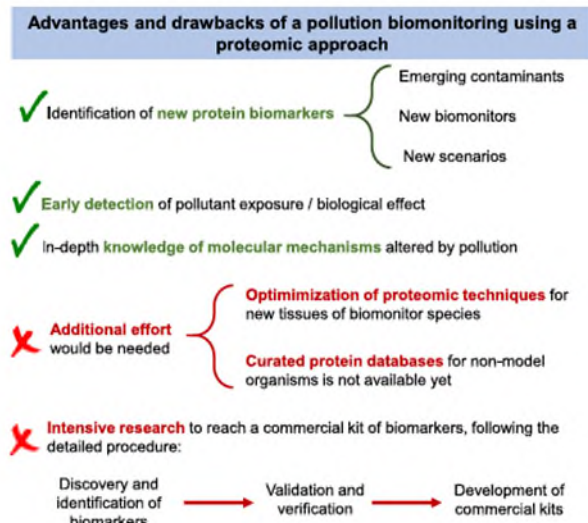 Advantages and drawbacks of a pollution biomonitoring using a
proteomic approach
Emerging contaminants
Identification of new protein biomarkers
New biomonitors
New scenarios
Early detection of pollutant exposure / biological effect
In-depth knowledge of molecular mechanisms altered by pollution
Optimimization of proteomic techniques for
new tissues of biomonitor species
Additional effort
would be needed
Curated protein databases for non-model
organisms is not available yet
Intensive research to reach a commercial kit of biomarkers, following the
detailed procedure:
Discovery and
identification of
biomarkers
Validation and
verification
Development of
commercial kits